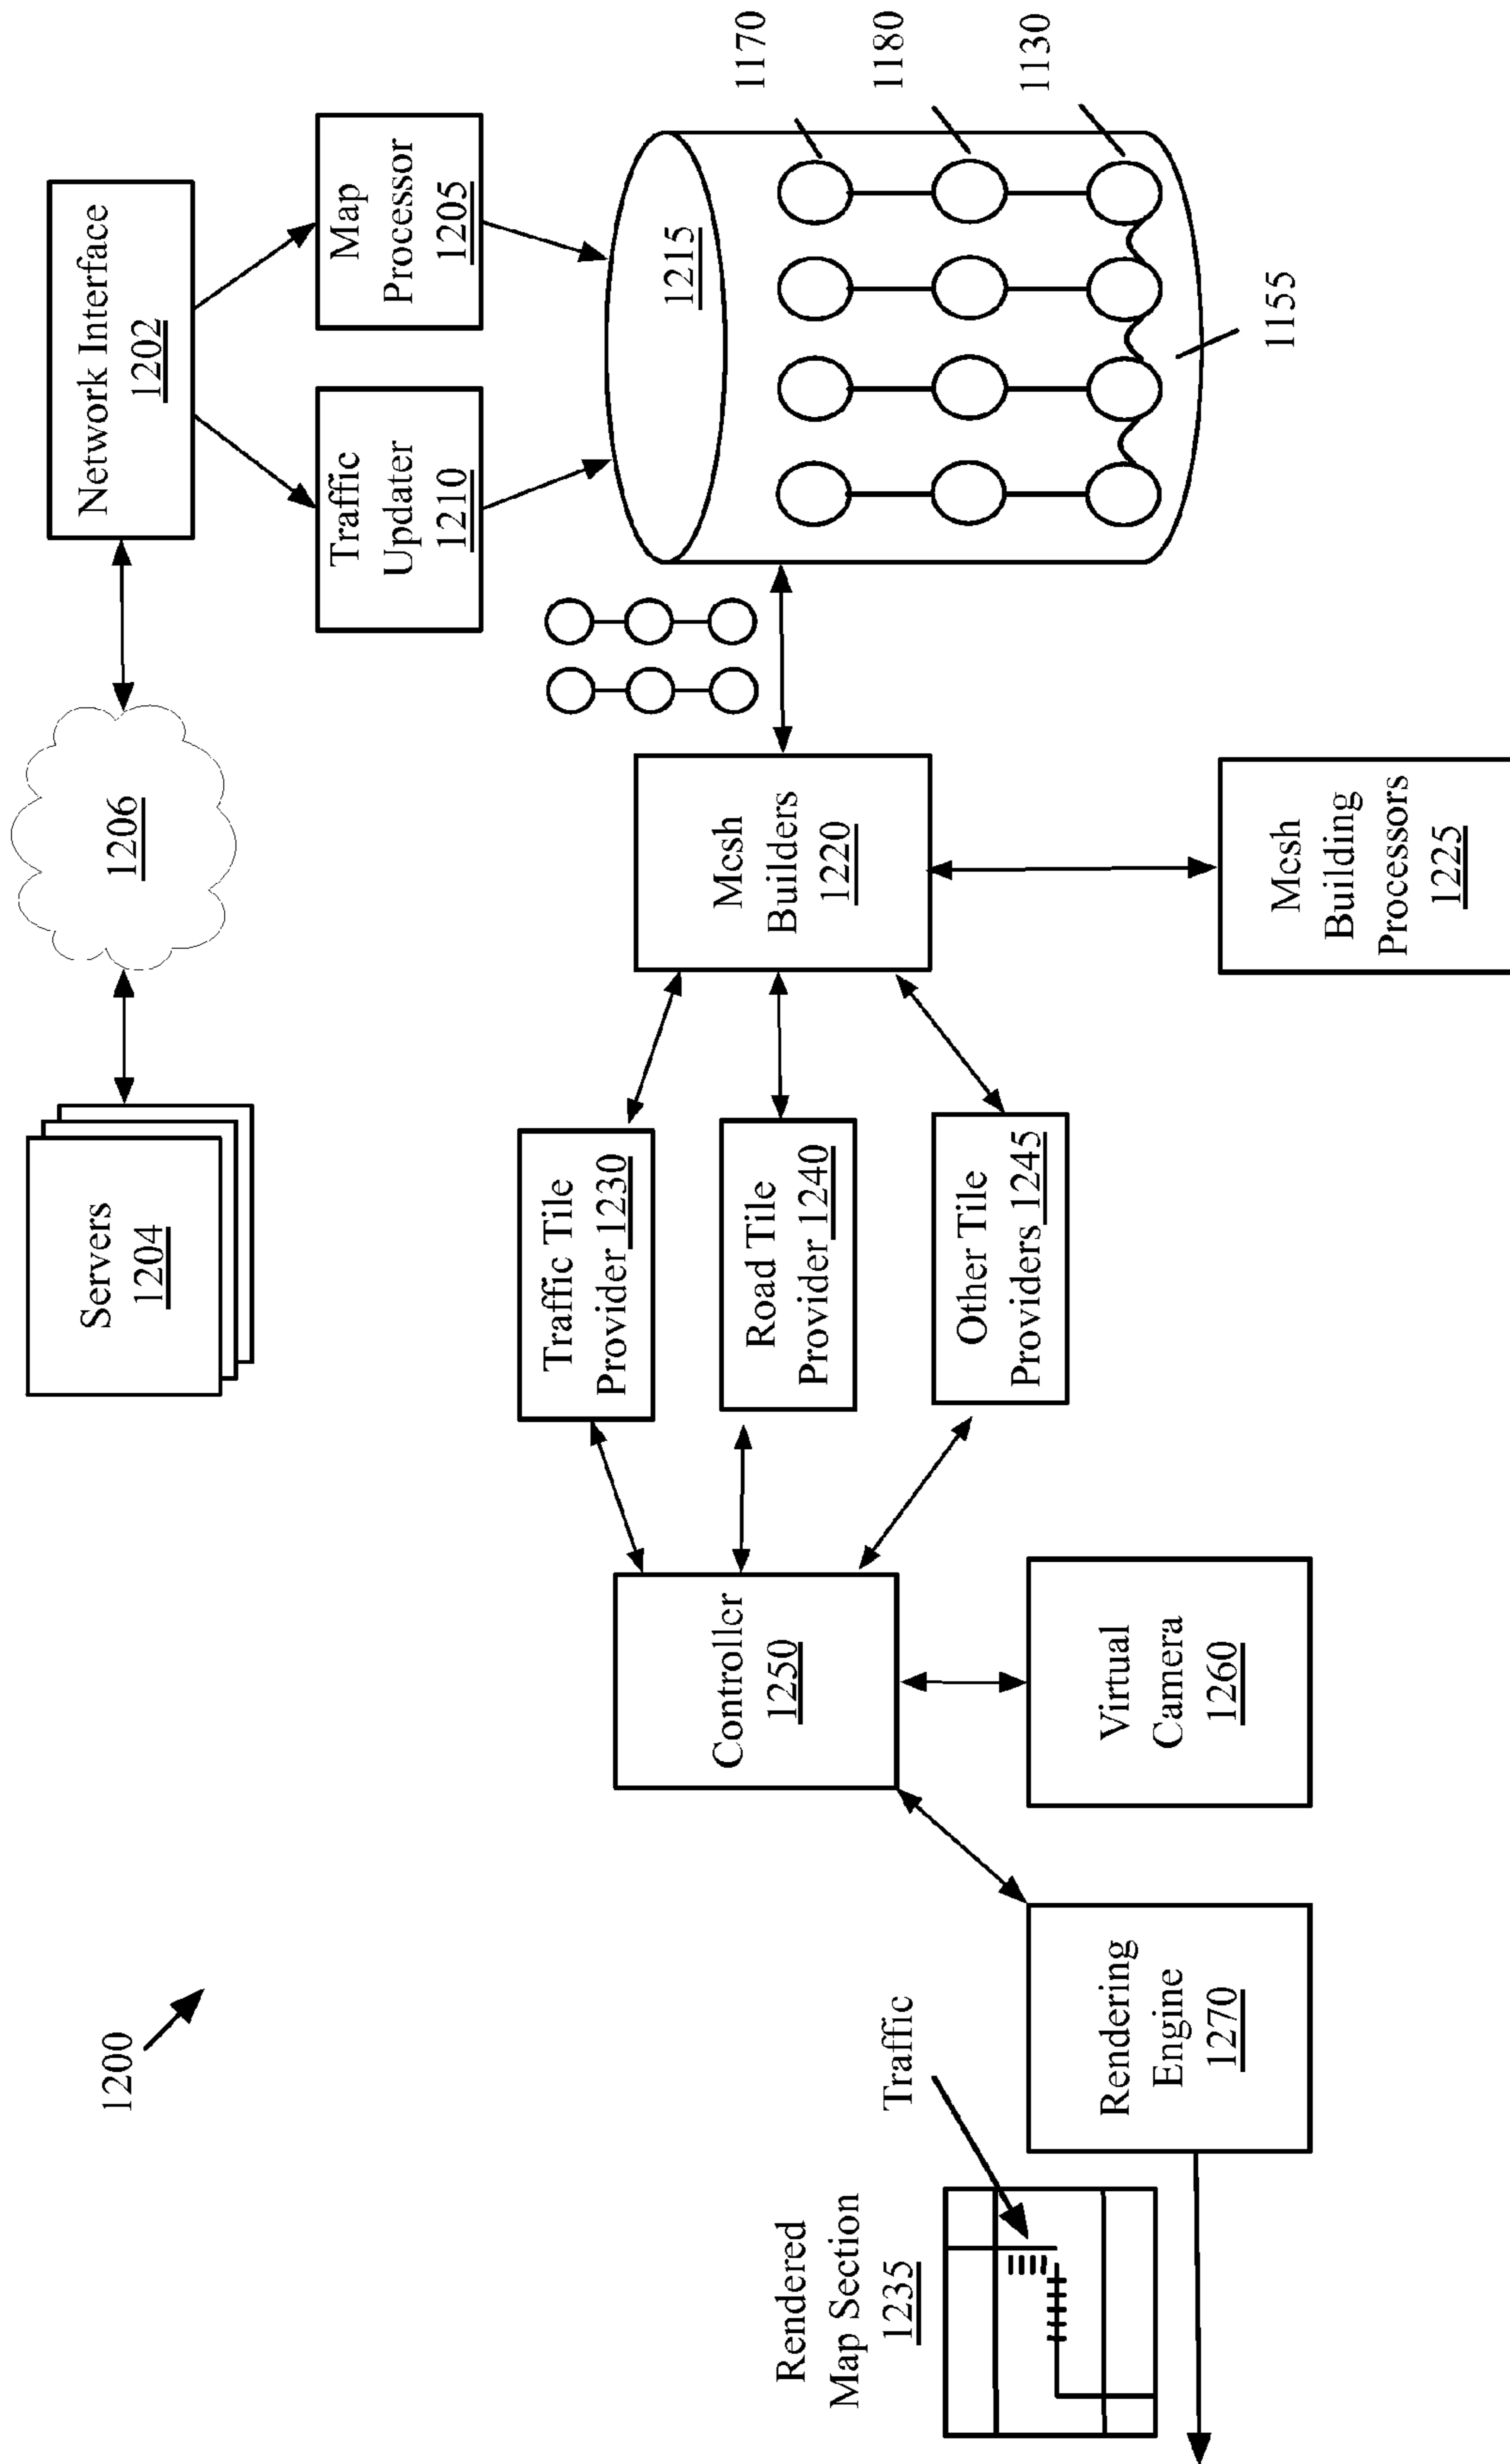 1200
Servers
1204
1206
Network Interface
1202
Traffic
Updater
1210
Map
Processor
1205
1215
1170
1180
1130
1155
Mesh
Builders
1220
Mesh
Building
Processors
1225
Traffic Tile
Provider 1230
Road Tile
Provider 1240
Other Tile
Providers 1245
Controller
1250
Virtual
Camera
1260
Rendering
Engine
1270
Traffic
Rendered
Map Section
1235